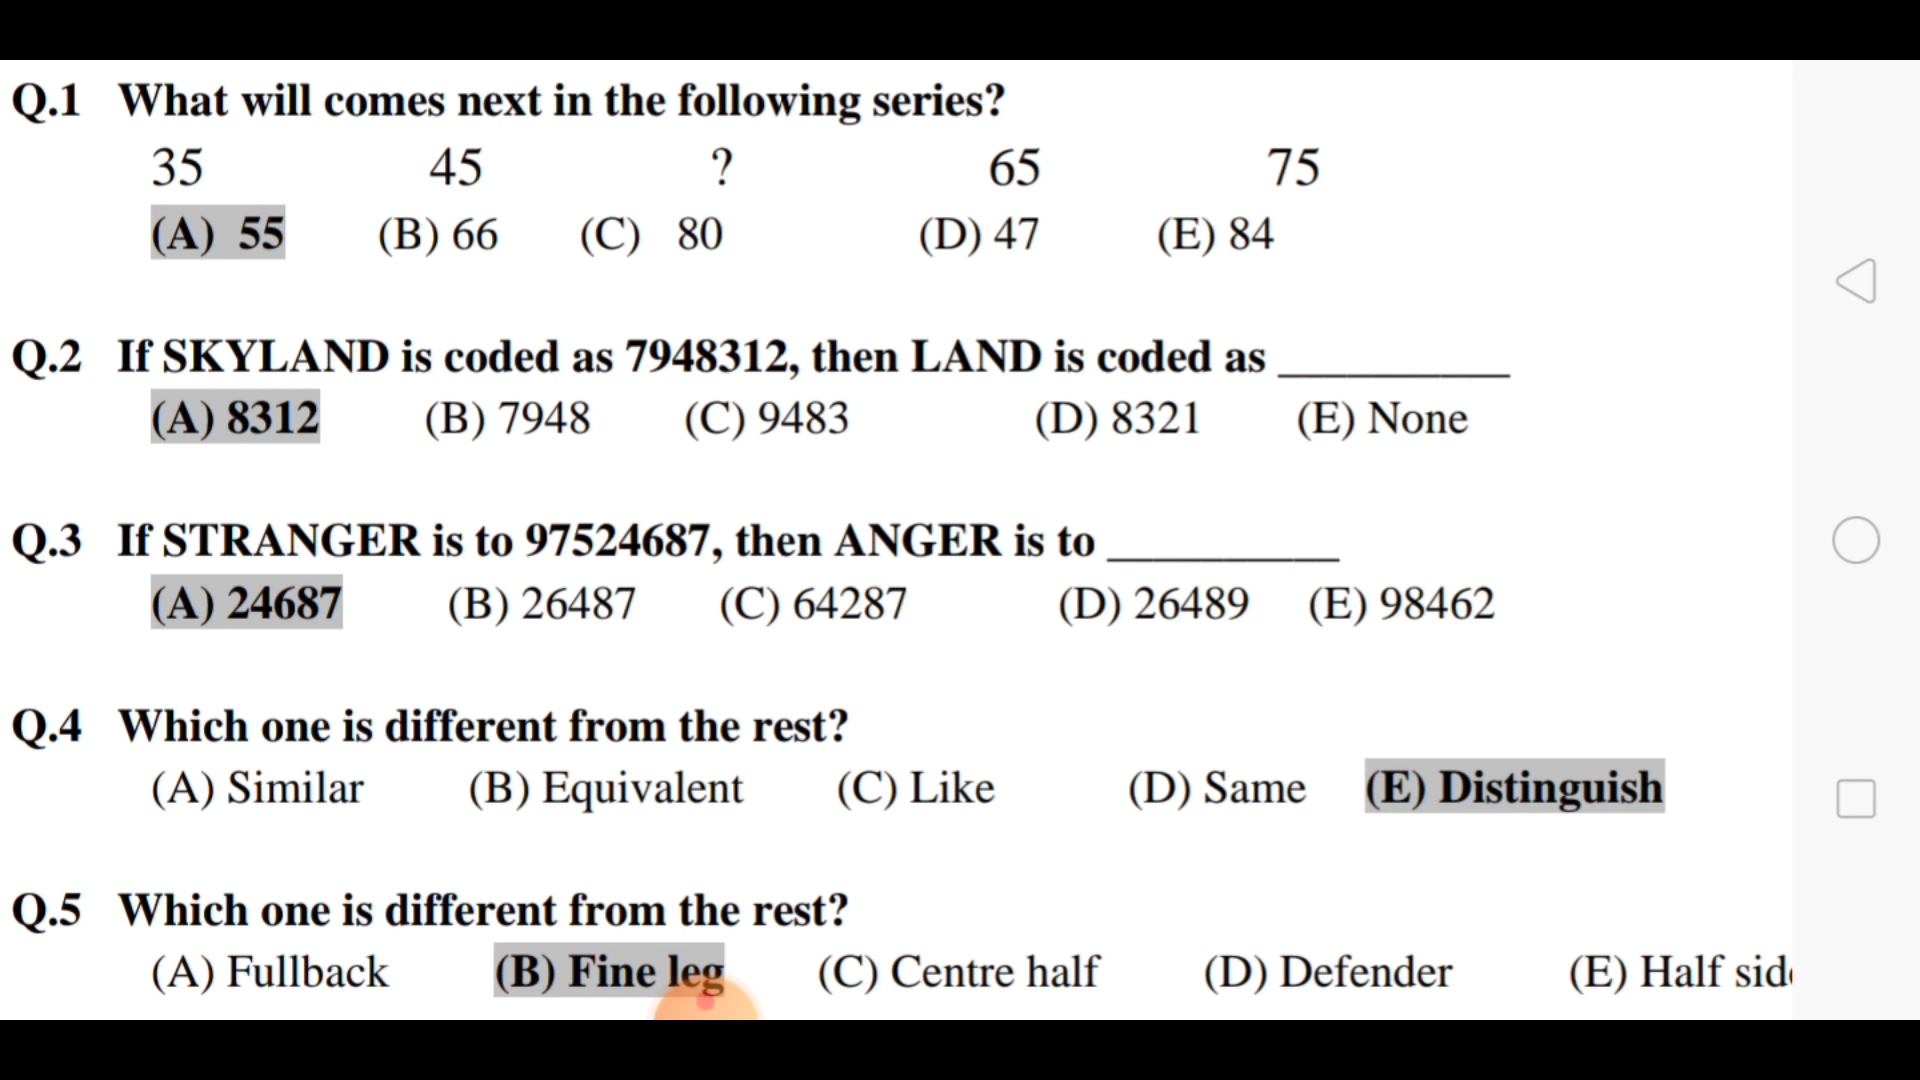 Q.1 What will comes next in the following series?
35 45 ? 65 75
(A) 55 (B) 66 (C) 80 (D) 47 (E) 84
Q.2 If SKYLAND is coded as 7948312, then LAND is coded as __________
(A) 8312 (B) 7948 (C) 9483 (D) 8321 (E) None
Q.3 If STRANGER is to 97524687, then ANGER is to __________
(A) 24687 (B) 26487 (C) 64287 (D) 26489 (E) 98462
Q.4 Which one is different from the rest?
(A) Similar (B) Equivalent (C) Like (D) Same (E) Distinguish
Q.5 Which one is different from the rest?
(A) Fullback (B) Fine leg (C) Centre half (D) Defender (E) Half